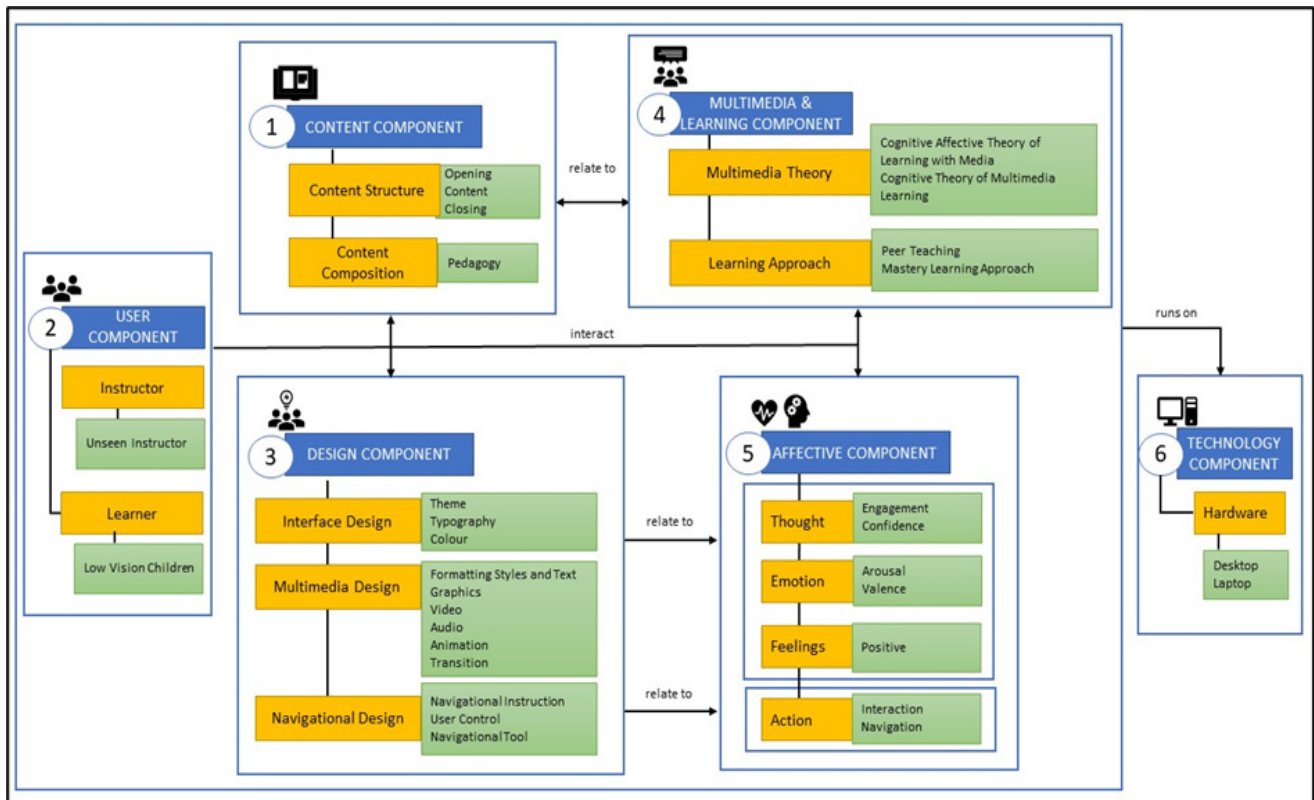 1
CONTENT COMPONENT
Content Structure
Opening
Content
Closing
Content
Composition
Pedagogy
relate to
4
MULTIMEDIA &
LEARNING COMPONENT
Multimedia Theory
Cognitive Affective Theory of
Learning with Media
Cognitive Theory of Multimedia
Learning
Learning Approach
Peer Teaching
Mastery Learning Approach
2
USER
COMPONENT
Instructor
Unseen Instructor
Learner
Low Vision Children
interact
runs on
3
DESIGN COMPONENT
Interface Design
Theme
Typography
Colour
Multimedia Design
Formatting Styles and Text
Graphics
Video
Audio
Animation
Transition
Navigational Design
Navigational Instruction
User Control
Navigational Tool
relate to
relate to
5
AFFECTIVE COMPONENT
Thought
Engagement
Confidence
Emotion
Arousal
Valence
Feelings
Positive
Action
Interaction
Navigation
6
TECHNOLOGY
COMPONENT
Hardware
Desktop
Laptop